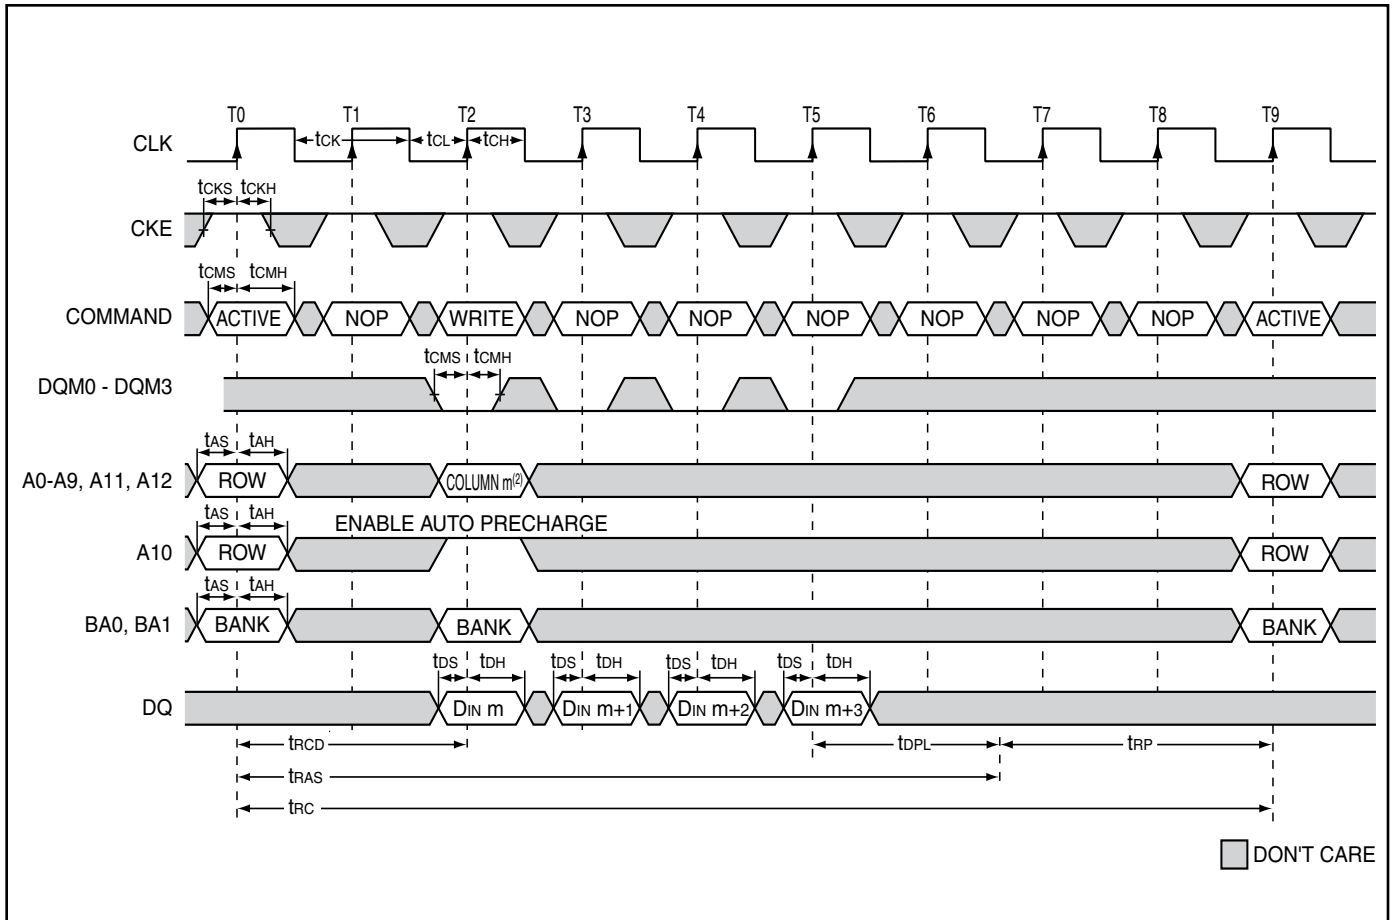 T0 T1 T2 T3 T4 T5 T6 T7 T8 T9
CLK tCK tCL tCH
tCKS tCKH
CKE
tCMS tCMH
COMMAND ACTIVE NOP WRITE NOP NOP NOP NOP NOP NOP ACTIVE
tCMS tCMH
DQM0 - DQM3
tAS tAH
A0-A9, A11, A12 ROW COLUMN m(2) ROW
tAS tAH ENABLE AUTO PRECHARGE
A10 ROW ROW
tAS tAH
BA0, BA1 BANK BANK BANK
tDS tDH tDS tDH tDS tDH tDS tDH
DQ DIN m DIN m+1 DIN m+2 DIN m+3
tRCD tDPL tRP
tRAS
tRC
DON'T CARE